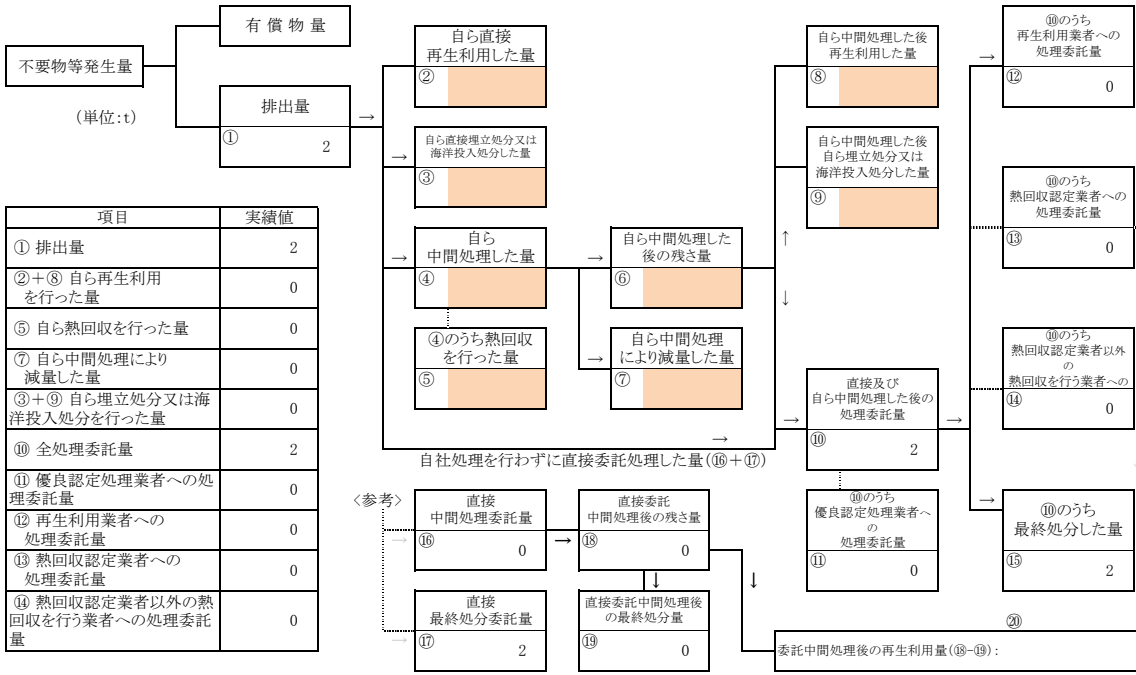 有 償 物 量
不要物等発生量
(単位:t)
排出量
①
2
→
自ら直接
再生利用した量
②
→
自ら直接埋立処分又は
海洋投入処分した量
③
→
自ら
中間処理した量
④
④のうち熱回収
を行った量
⑤
→
自ら中間処理した
後の残さ量
⑥
→
自ら中間処理
により減量した量
⑦
自ら中間処理した後
再生利用した量
⑧
自ら中間処理した後
自ら埋立処分又は
海洋投入処分した量
⑨
↑
↓
→
直接及び
自ら中間処理した後の
処理委託量
⑩
2
→
⑩のうち
優良認定処理業者へ
の
処理委託量
⑪
0
→
⑩のうち
再生利用業者への
処理委託量
⑫
0
⑩のうち
熱回収認定業者への
処理委託量
⑬
0
⑩のうち
熱回収認定業者以外
の
熱回収を行う業者への
⑭
0
→
⑩のうち
最終処分した量
⑮
2
→
自社処理を行わずに直接委託処理した量(⑯+⑰)
〈参考〉
→
直接
中間処理委託量
⑯
0
→
直接委託
中間処理後の残さ量
⑱
0
↓
↓
→
直接
最終処分委託量
⑰
2
直接委託中間処理後
の最終処分量
⑲
0
⑳
委託中間処理後の再生利用量(⑱-⑲):
項目 実績値
① 排出量 2
②+⑧ 自ら再生利用
を行った量 0
⑤ 自ら熱回収を行った量 0
⑦ 自ら中間処理により
減量した量 0
③+⑨ 自ら埋立処分又は海
洋投入処分を行った量 0
⑩ 全処理委託量 2
⑪ 優良認定処理業者への処
理委託量 0
⑫ 再生利用業者への
処理委託量 0
⑬ 熱回収認定業者への
処理委託量 0
⑭ 熱回収認定業者以外の熱
回収を行う業者への処理委託
量 0